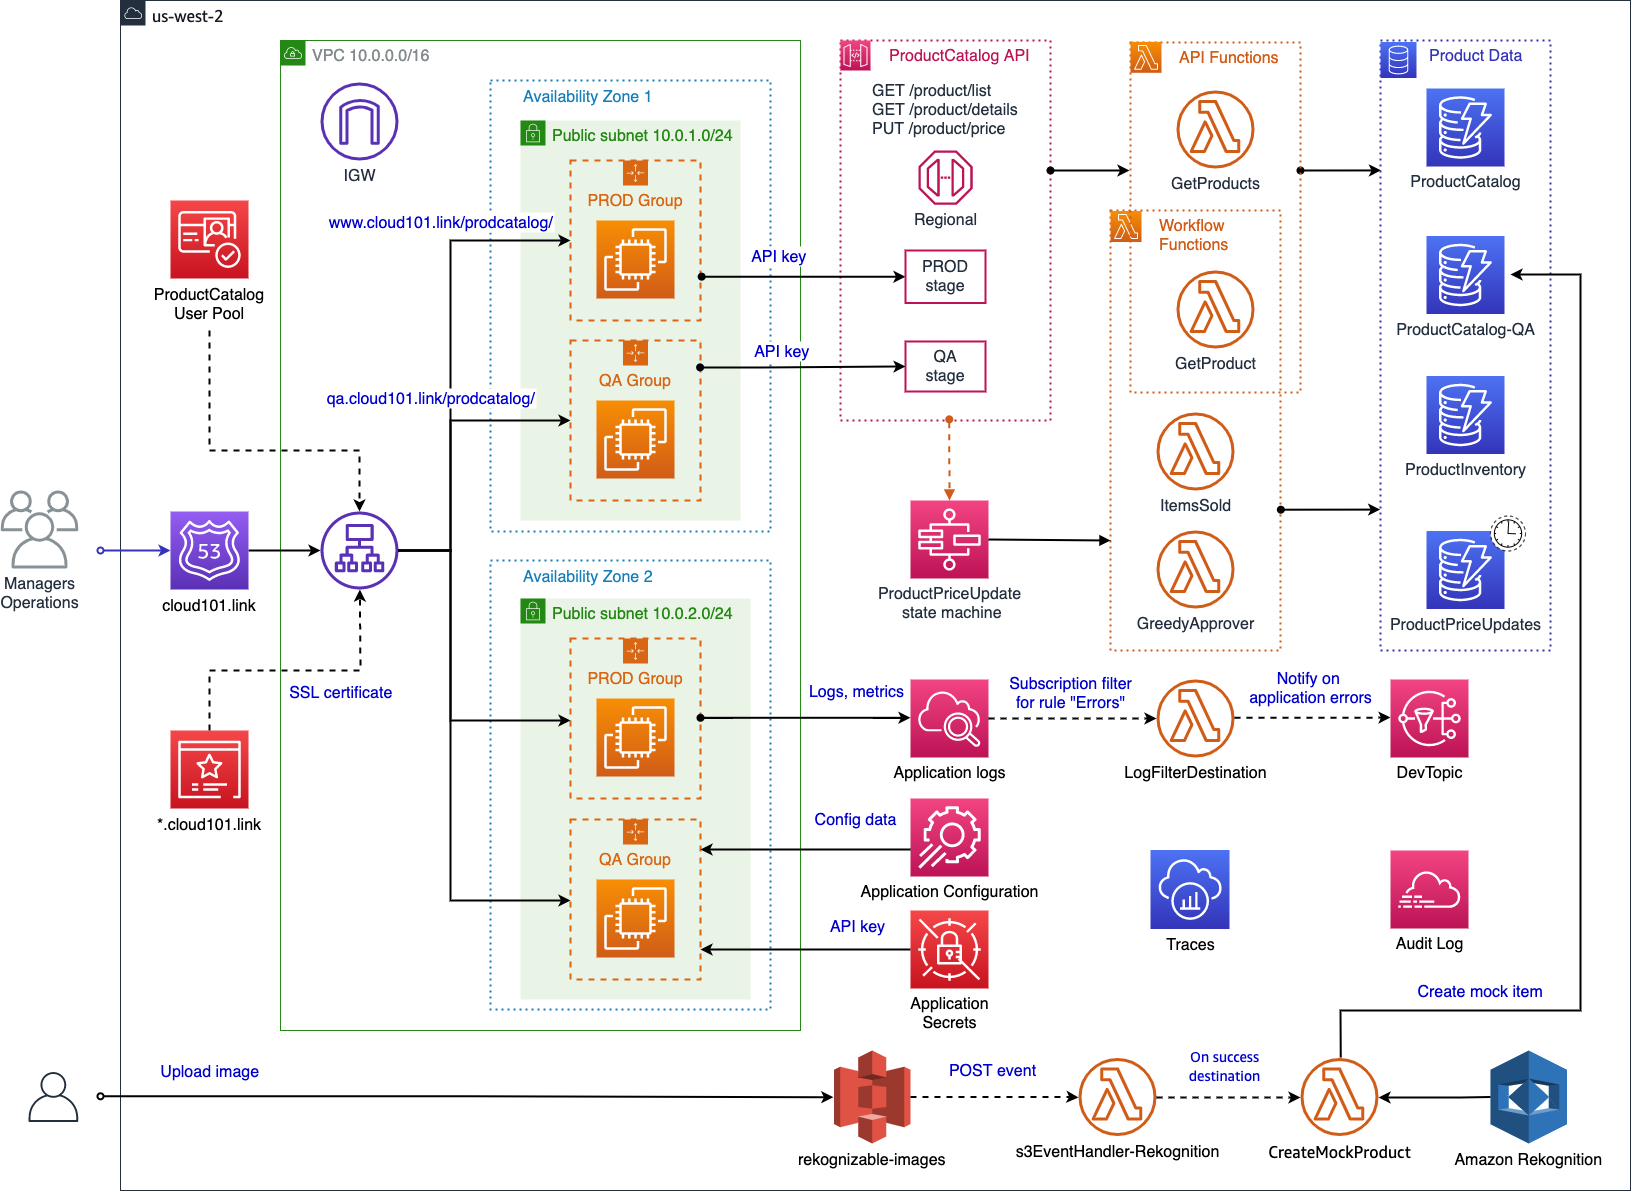 us-west-2
VPC 10.0.0.0/16
IGW
Availability Zone 1
Public subnet 10.0.1.0/24
PROD Group
www.cloud101.link/prodcatalog/
QA Group
qa.cloud101.link/prodcatalog/
API key
API key
ProductCatalog
User Pool
Managers
Operations
53
cloud101.link
SSL certificate
*.cloud101.link
Availability Zone 2
Public subnet 10.0.2.0/24
PROD Group
QA Group
ProductCatalog API
GET /product/list
GET /product/details
PUT /product/price
Regional
PROD
stage
QA
stage
ProductPriceUpdate
state machine
API Functions
GetProducts
Workflow
Functions
GetProduct
ItemsSold
GreedyApprover
Product Data
ProductCatalog
ProductCatalog-QA
ProductInventory
ProductPriceUpdates
Logs, metrics
Application logs
Subscription filter
for rule "Errors"
LogFilterDestination
Notify on
application errors
DevTopic
Config data
Application Configuration
API key
Application
Secrets
Traces
Audit Log
Create mock item
Upload image
rekognizable-images
POST event
s3EventHandler-Rekognition
On success
destination
CreateMockProduct
Amazon Rekognition